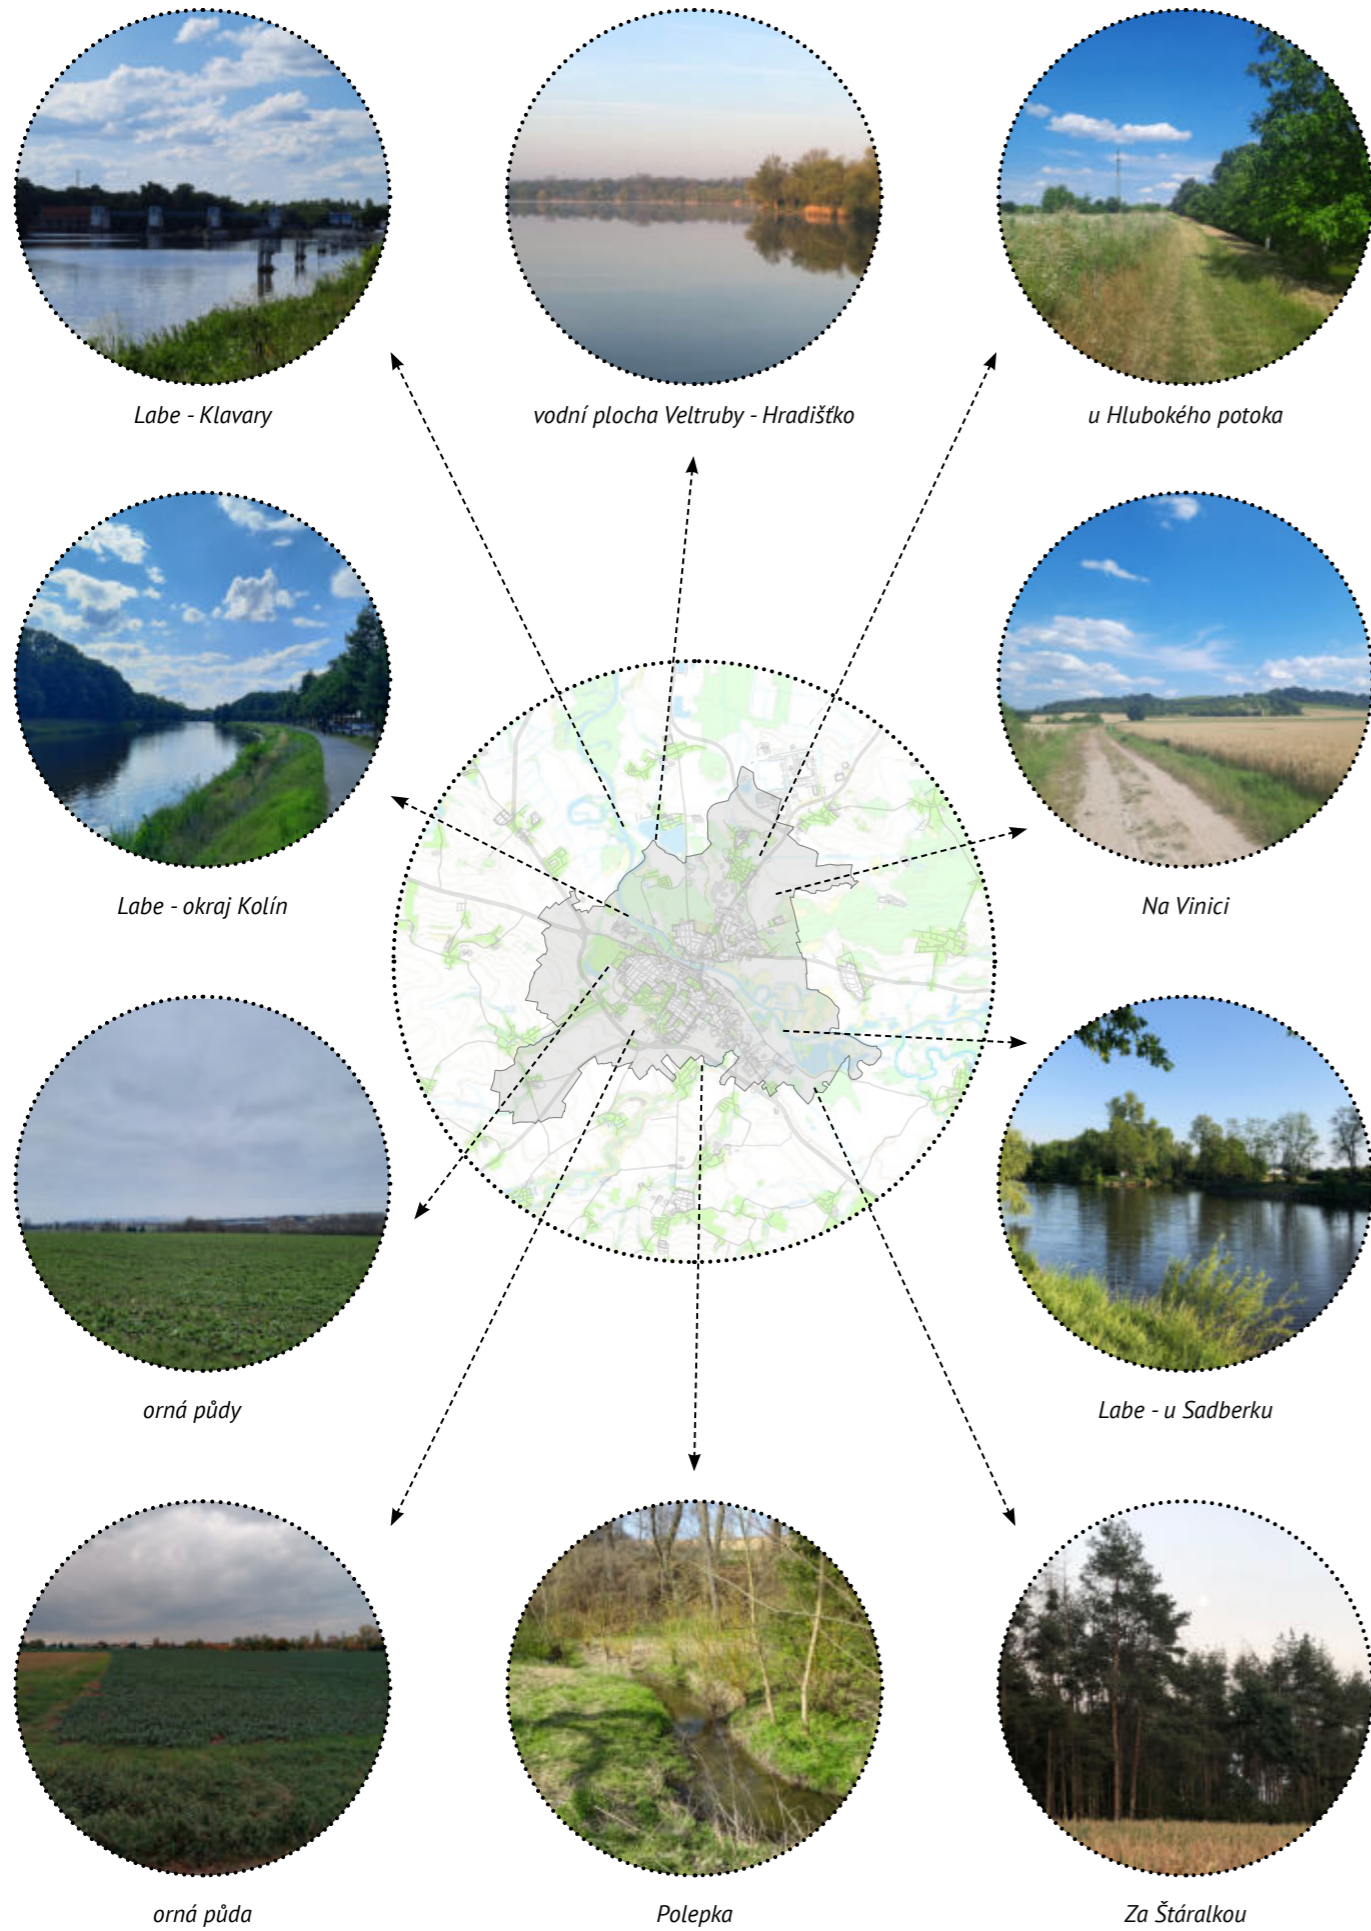 Labe - Klavary
vodní plocha Veltruby - Hradišťko
u Hlubokého potoka
Labe - okraj Kolín
Na Vinici
orná půdy
Labe - u Sadberku
orná půda
Polepka
Za Štáralkou